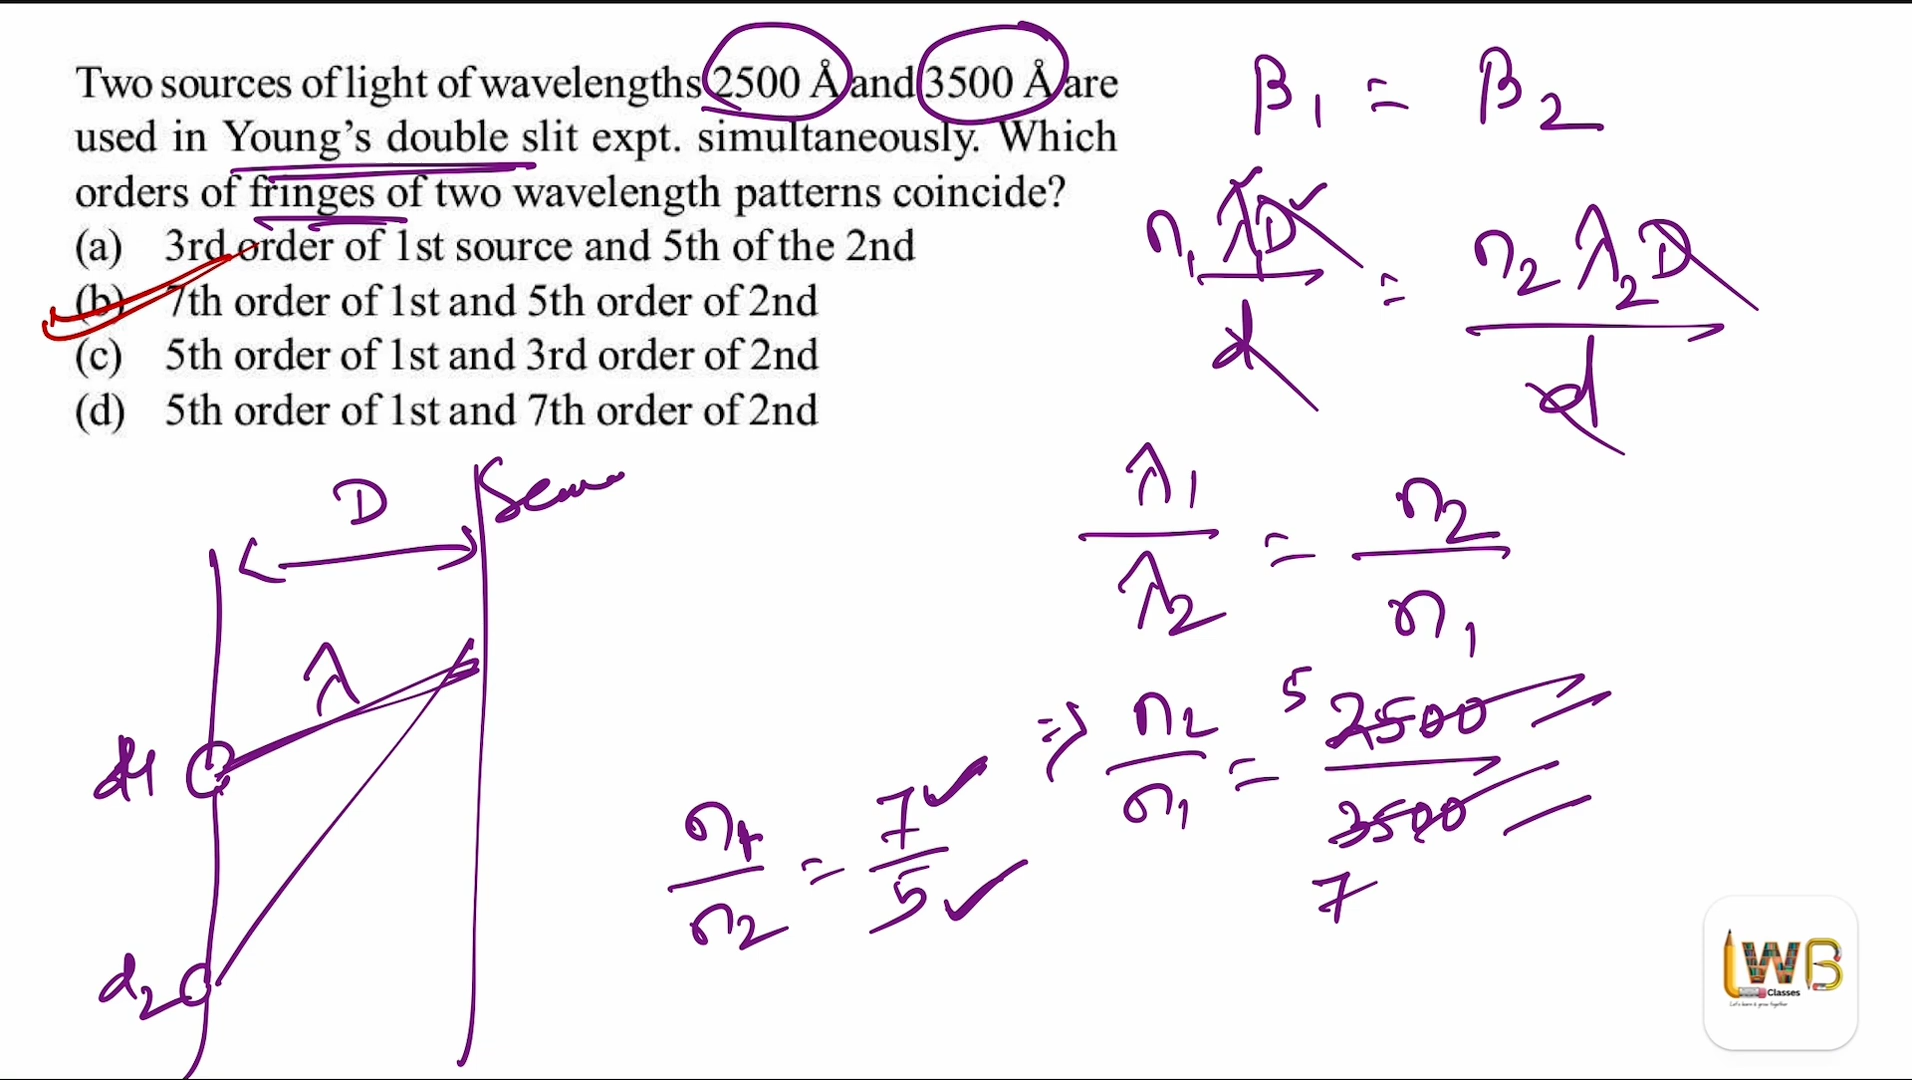 Two sources of light of wavelengths 2500 Å and 3500 Å are
used in Young’s double slit expt. simultaneously. Which
orders of fringes of two wavelength patterns coincide?
(a) 3rd order of 1st source and 5th of the 2nd
(b) 7th order of 1st and 5th order of 2nd
(c) 5th order of 1st and 3rd order of 2nd
(d) 5th order of 1st and 7th order of 2nd
β₁ = β₂
n₁ λ₁D / d = n₂ λ₂D / d
λ₁ / λ₂ = n₂ / n₁
⇒ n₂ / n₁ = 2500 / 3500
5
7
n₁ / n₂ = 7 / 5
D
λ
d1
d2
WB
Classes